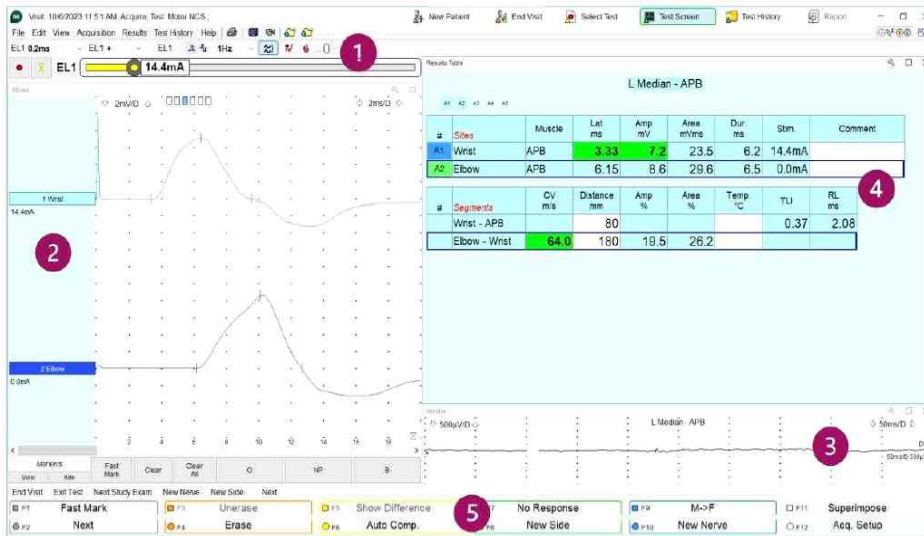 Visit: 10/6/2023 11:51 AM, Acquire, Test: Motor NCS,
New Patient
End Visit
Select Test
Test Screen
Test History
Report
File Edit View Acquisition Results Test History Help
EL1 0.2ms
EL1 +
EL1
1Hz
1
EL1
14.4mA
2mV/D
2ms/D
1 Wrist
14.4mA
2
2 Elbow
0.0mA
2 4 6 8 10 12 14 16 18
Markers
Fast Mark
Clear
Clear All
O
NP
B
Results Table
L Median - APB
A1 A2 A3 A4 A5
# Sites Muscle Lat ms Amp mV Area mVms Dur. ms Stim. Comment
A1 Wrist APB 3.33 7.2 23.5 6.2 14.4mA
A2 Elbow APB 6.15 8.6 29.6 6.5 0.0mA
4
# Segments CV m/s Distance mm Amp % Area % Temp. °C TLI RL ms
Wrist - APB 80 0.37 2.08
Elbow - Wrist 64.0 180 19.5 26.2
500µV/D
L Median - APB
50ms/D
3
End Visit Exit Test Next Study Exam New Nerve New Side Next
F1 Fast Mark
F3 Unerase
F5 Show Difference
5
F7 No Response
F9 M->F
F11 Superimpose
F2 Next
F4 Erase
F6 Auto Comp.
F8 New Side
F10 New Nerve
F12 Acq. Setup